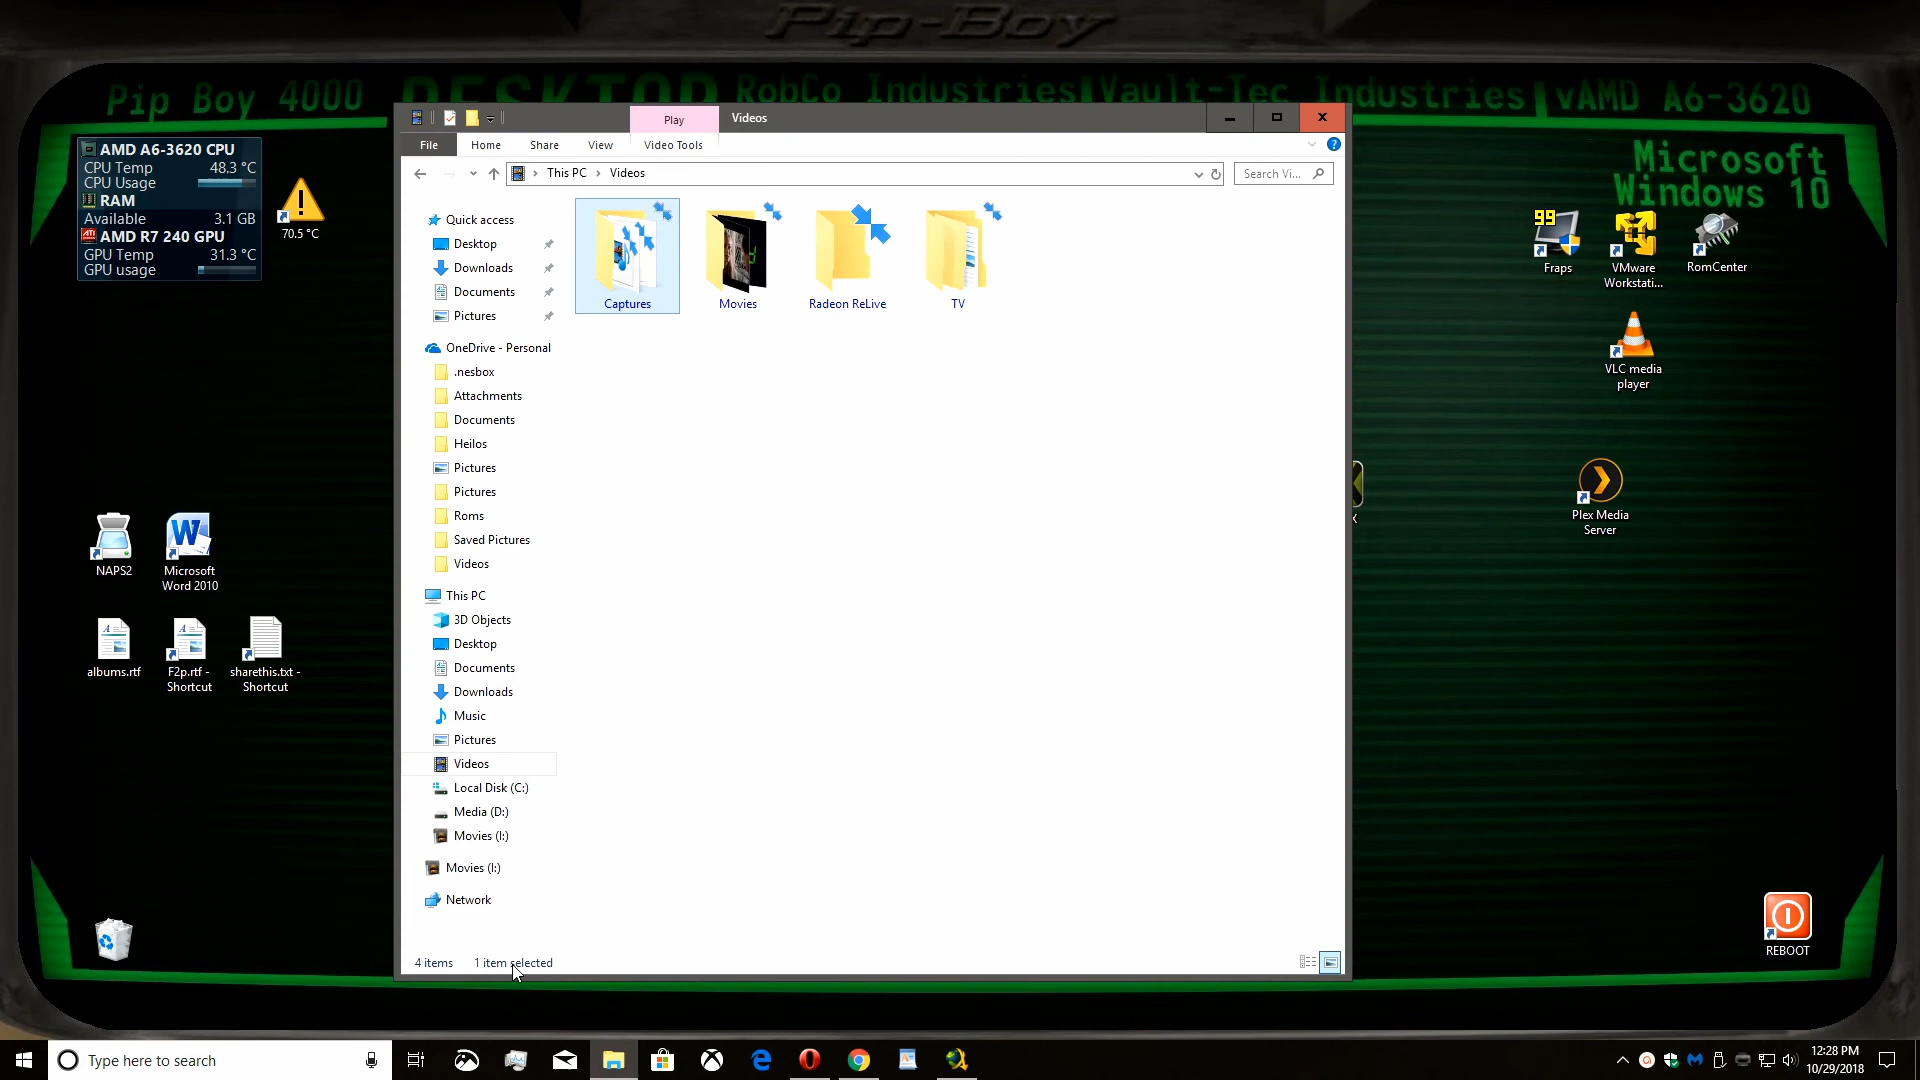 Pip-Boy
Pip Boy 4000
DESKTOP
RobCo Industries
Vault-Tec Industries
vAMD A6-3620
Microsoft
Windows 10
AMD A6-3620 CPU
CPU Temp 48.3 °C
CPU Usage
RAM
Available 3.1 GB
ATI AMD R7 240 GPU
GPU Temp 31.3 °C
GPU usage
70.5 °C
Play Videos
File Home Share View Video Tools
This PC Videos
Search Vi...
Quick access
Desktop
Downloads
Documents
Pictures
OneDrive - Personal
.nesbox
Attachments
Documents
Heilos
Pictures
Pictures
Roms
Saved Pictures
Videos
This PC
3D Objects
Desktop
Documents
Downloads
Music
Pictures
Videos
Local Disk (C:)
Media (D:)
Movies (I:)
Movies (I:)
Network
Captures
Movies
Radeon ReLive
TV
4 items 1 item selected
99
Fraps
VMware
Workstati...
RomCenter
VLC media
player
Plex Media
Server
X
REBOOT
NAPS2
W
Microsoft
Word 2010
albums.rtf
F2p.rtf -
Shortcut
sharethis.txt -
Shortcut
Type here to search
12:28 PM
10/29/2018